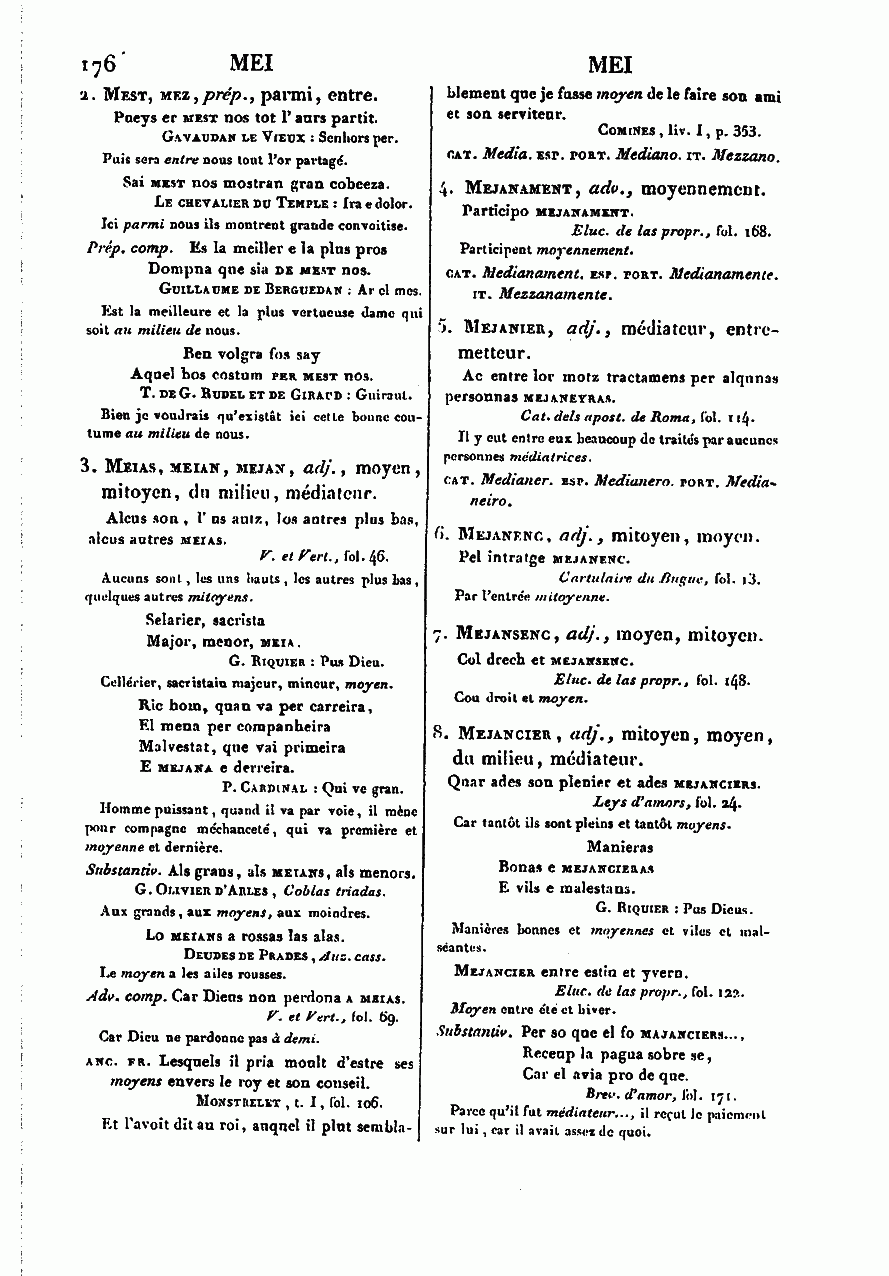 176 MEI MEI
2. MEST, MEZ, prép., parmi, entre.
Pueys er MEST nos tot l'aurs partit.
GAVAUDAN LE VIEUX : Senhors per.
Puis sera entre nous tout l'or partagé.
Sai MEST nos mostran gran cobeeza.
LE CHEVALIER DU TEMPLE : Ira e dolor.
Ici parmi nous ils montrent grande convoitise.
Prép. comp. Es la meiller e la plus pros
Dompna que sia DE MEST nos.
GUILLAUME DE BERGUEDAN : Ar el mes.
Est la meilleure et la plus vertueuse dame qui
soit au milieu de nous.
Ben volgra fos say
Aquel bos costum PER MEST nos.
T. DE G. RUDEL ET DE GIRAUD : Guiraut.
Bien je voudrais qu'existât ici cette bonne cou-
tume au milieu de nous.
3. MEIAS, MEIAN, MEJAN, adj., moyen,
mitoyen, du milieu, médiateur.
Alcus son, l'us autz, los autres plus bas,
alcus autres MEIAS.
V. et Vert., fol. 46.
Aucuns sont, les uns hauts, les autres plus bas,
quelques autres mitoyens.
Selarier, sacrista
Major, menor, MEIA.
G. RIQUIER : Pus Dieu.
Cellérier, sacristain majeur, mineur, moyen.
Ric hom, quan va per carreira,
El mena per companheira
Malvestat, que vai primeira
E MEJANA e derreira.
P. CARDINAL : Qui ve gran.
Homme puissant, quand il va par voie, il mène
pour compagne méchanceté, qui va première et
moyenne et dernière.
Substantiv. Als grans, als MEIANS, als menors.
G. OLIVIER D'ARLES, Coblas triadas.
Aux grands, aux moyens, aux moindres.
Lo MEIANS a rossas las alas.
DEUDES DE PRADES, Auz. cass.
Le moyen a les ailes rousses.
Adv. comp. Car Diens non perdona A MEIAS.
V. et Vert., fol. 69.
Car Dieu ne pardonne pas à demi.
ANC. FR. Lesquels il pria moult d'estre ses
moyens envers le roy et son conseil.
MONSTRELET, t. I, fol. 106.
Et l'avoit dit au roi, auquel il plut sembla-
blement que je fusse moyen de le faire son ami
et son serviteur.
COMINES, liv. I, p. 353.
CAT. Media. ESP. PORT. Mediano. IT. Mezzano.
4. MEJANAMENT, adv., moyennement.
Participo MEJANAMENT.
Eluc. de las propr., fol. 168.
Participent moyennement.
CAT. Medianament. ESP. PORT. Medianamente.
IT. Mezzanamente.
5. MEJANIER, adj., médiateur, entre-
metteur.
Ac entre lor motz tractamens per alqunas
personnas MEJANEYRAS.
Cat. dels apost. de Roma, fol. 114.
Il y eut entre eux beaucoup de traités par aucunes
personnes médiatrices.
CAT. Medianer. ESP. Medianero. PORT. Media-
neiro.
6. MEJANENC, adj., mitoyen, moyen.
Pel intratge MEJANENC.
Cartulaire du Bugue, fol. 13.
Par l'entrée mitoyenne.
7. MEJANSENC, adj., moyen, mitoyen.
Col drech et MEJANSENC.
Eluc. de las propr., fol. 148.
Cou droit et moyen.
8. MEJANCIER, adj., mitoyen, moyen,
du milieu, médiateur.
Quar ades son plenier et ades MEJANCIERS.
Leys d'amors, fol. 24.
Car tantôt ils sont pleins et tantôt moyens.
Manieras
Bonas e MEJANCIERAS
E vils e malestans.
G. RIQUIER : Pus Dieus.
Manières bonnes et moyennes et viles et mal-
séantes.
MEJANCIER entre estiu et yvern.
Eluc. de las propr., fol. 122.
Moyen entre été et hiver.
Substantiv. Per so que el fo MAJANCIERS...,
Receup la pagua sobre se,
Car el avia pro de que.
Brev. d'amor, fol. 171.
Parce qu'il fut médiateur..., il reçut le paiement
sur lui, car il avait assez de quoi.